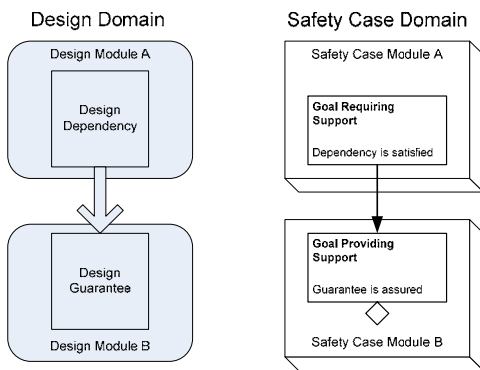 Design Domain
Design Module A
Design
Dependency
Design
Guarantee
Design Module B
Safety Case Domain
Safety Case Module A
Goal Requiring
Support
Dependency is satisfied
Goal Providing
Support
Guarantee is assured
Safety Case Module B